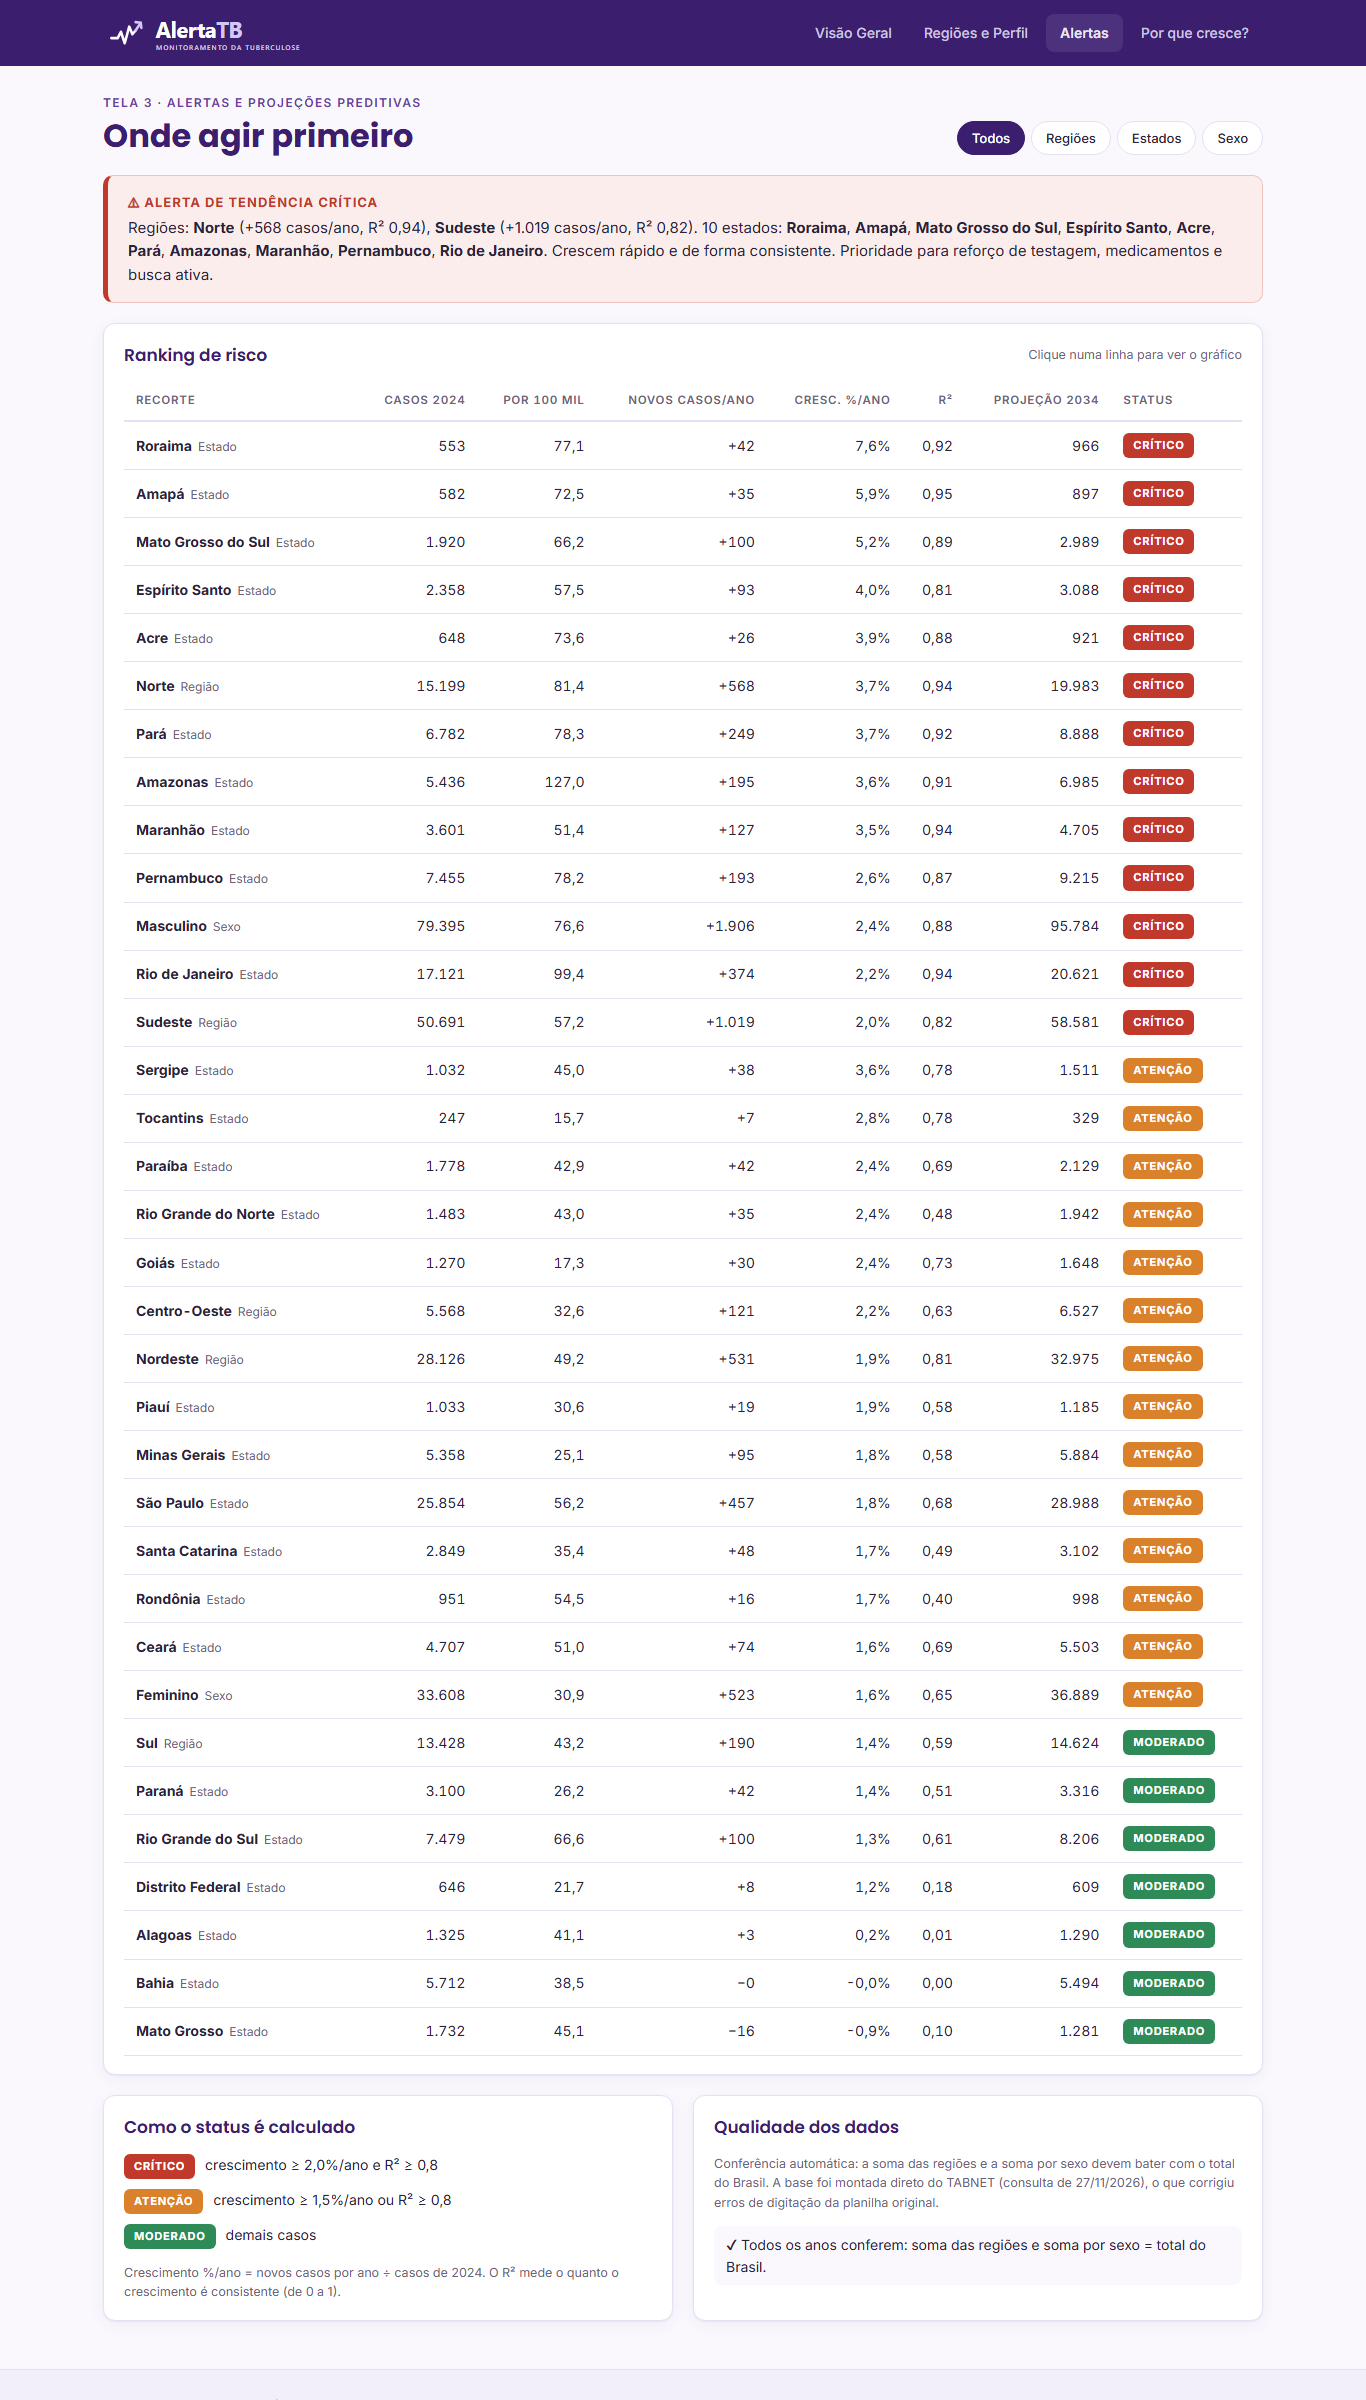 AlertaTB
MONITORAMENTO DA TUBERCULOSE
Visão Geral
Regiões e Perfil
Alertas
Por que cresce?
TELA 3 · ALERTAS E PROJEÇÕES PREDITIVAS
Onde agir primeiro
Todos
Regiões
Estados
Sexo
⚠ ALERTA DE TENDÊNCIA CRÍTICA
Regiões: Norte (+568 casos/ano, R² 0,94), Sudeste (+1.019 casos/ano, R² 0,82). 10 estados: Roraima, Amapá, Mato Grosso do Sul, Espírito Santo, Acre,
Pará, Amazonas, Maranhão, Pernambuco, Rio de Janeiro. Crescem rápido e de forma consistente. Prioridade para reforço de testagem, medicamentos e
busca ativa.
Ranking de risco
Clique numa linha para ver o gráfico
RECORTE CASOS 2024 POR 100 MIL NOVOS CASOS/ANO CRESC. %/ANO R² PROJEÇÃO 2034 STATUS
Roraima Estado 553 77,1 +42 7,6% 0,92 966 CRÍTICO
Amapá Estado 582 72,5 +35 5,9% 0,95 897 CRÍTICO
Mato Grosso do Sul Estado 1.920 66,2 +100 5,2% 0,89 2.989 CRÍTICO
Espírito Santo Estado 2.358 57,5 +93 4,0% 0,81 3.088 CRÍTICO
Acre Estado 648 73,6 +26 3,9% 0,88 921 CRÍTICO
Norte Região 15.199 81,4 +568 3,7% 0,94 19.983 CRÍTICO
Pará Estado 6.782 78,3 +249 3,7% 0,92 8.888 CRÍTICO
Amazonas Estado 5.436 127,0 +195 3,6% 0,91 6.985 CRÍTICO
Maranhão Estado 3.601 51,4 +127 3,5% 0,94 4.705 CRÍTICO
Pernambuco Estado 7.455 78,2 +193 2,6% 0,87 9.215 CRÍTICO
Masculino Sexo 79.395 76,6 +1.906 2,4% 0,88 95.784 CRÍTICO
Rio de Janeiro Estado 17.121 99,4 +374 2,2% 0,94 20.621 CRÍTICO
Sudeste Região 50.691 57,2 +1.019 2,0% 0,82 58.581 CRÍTICO
Sergipe Estado 1.032 45,0 +38 3,6% 0,78 1.511 ATENÇÃO
Tocantins Estado 247 15,7 +7 2,8% 0,78 329 ATENÇÃO
Paraíba Estado 1.778 42,9 +42 2,4% 0,69 2.129 ATENÇÃO
Rio Grande do Norte Estado 1.483 43,0 +35 2,4% 0,48 1.942 ATENÇÃO
Goiás Estado 1.270 17,3 +30 2,4% 0,73 1.648 ATENÇÃO
Centro-Oeste Região 5.568 32,6 +121 2,2% 0,63 6.527 ATENÇÃO
Nordeste Região 28.126 49,2 +531 1,9% 0,81 32.975 ATENÇÃO
Piauí Estado 1.033 30,6 +19 1,9% 0,58 1.185 ATENÇÃO
Minas Gerais Estado 5.358 25,1 +95 1,8% 0,58 5.884 ATENÇÃO
São Paulo Estado 25.854 56,2 +457 1,8% 0,68 28.988 ATENÇÃO
Santa Catarina Estado 2.849 35,4 +48 1,7% 0,49 3.102 ATENÇÃO
Rondônia Estado 951 54,5 +16 1,7% 0,40 998 ATENÇÃO
Ceará Estado 4.707 51,0 +74 1,6% 0,69 5.503 ATENÇÃO
Feminino Sexo 33.608 30,9 +523 1,6% 0,65 36.889 ATENÇÃO
Sul Região 13.428 43,2 +190 1,4% 0,59 14.624 MODERADO
Paraná Estado 3.100 26,2 +42 1,4% 0,51 3.316 MODERADO
Rio Grande do Sul Estado 7.479 66,6 +100 1,3% 0,61 8.206 MODERADO
Distrito Federal Estado 646 21,7 +8 1,2% 0,18 609 MODERADO
Alagoas Estado 1.325 41,1 +3 0,2% 0,01 1.290 MODERADO
Bahia Estado 5.712 38,5 −0 -0,0% 0,00 5.494 MODERADO
Mato Grosso Estado 1.732 45,1 −16 -0,9% 0,10 1.281 MODERADO
Como o status é calculado
CRÍTICO crescimento ≥ 2,0%/ano e R² ≥ 0,8
ATENÇÃO crescimento ≥ 1,5%/ano ou R² ≥ 0,8
MODERADO demais casos
Crescimento %/ano = novos casos por ano ÷ casos de 2024. O R² mede o quanto o
crescimento é consistente (de 0 a 1).
Qualidade dos dados
Conferência automática: a soma das regiões e a soma por sexo devem bater com o total
do Brasil. A base foi montada direto do TABNET (consulta de 27/11/2026), o que corrigiu
erros de digitação da planilha original.
✓ Todos os anos conferem: soma das regiões e soma por sexo = total do
Brasil.